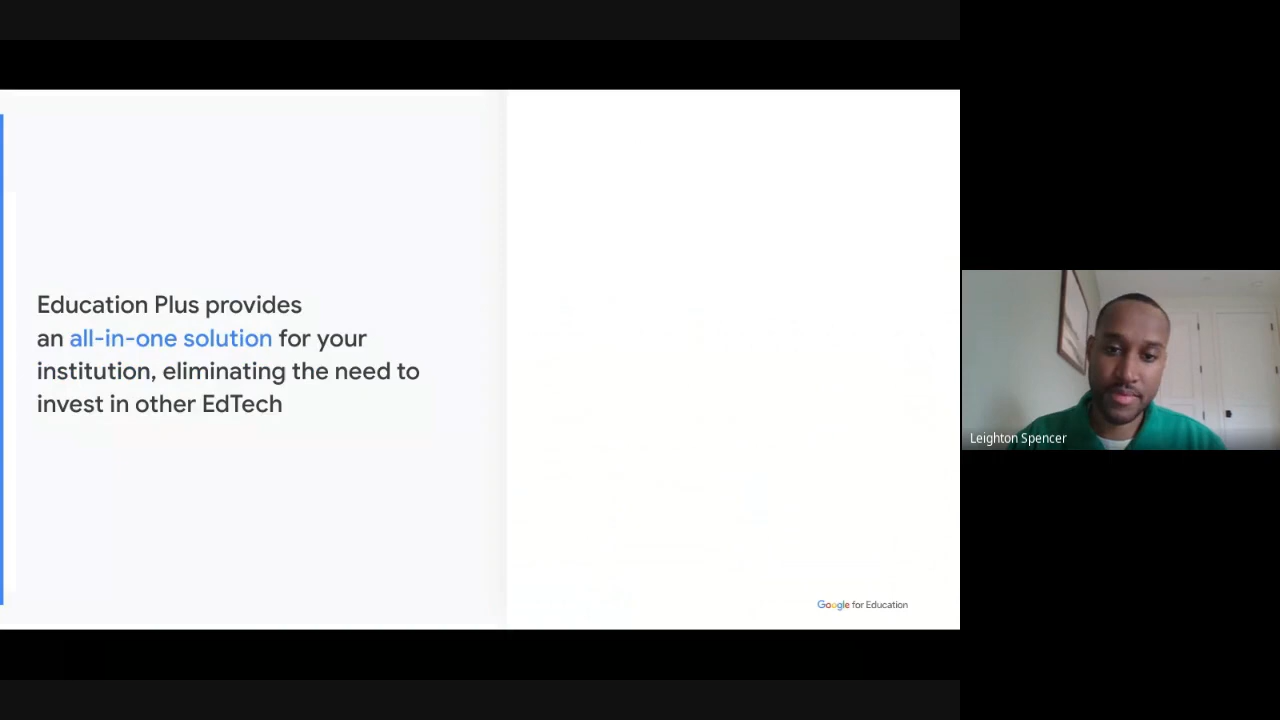 Education Plus provides
an all-in-one solution for your
institution, eliminating the need to
invest in other EdTech
Google for Education
Leighton Spencer